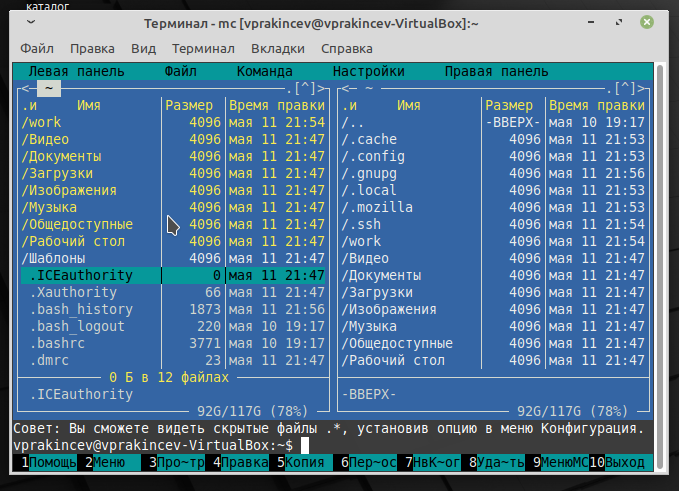 каталог
Терминал - mc [vprakincev@vprakincev-VirtualBox]:~
Файл Правка Вид Терминал Вкладки Справка
Левая панель Файл Команда Настройки Правая панель
<─ ~ ─.[^]> <─ ~ ─.[^]>
.и Имя Размер Время правки .и Имя Размер Время правки
/work 4096 мая 11 21:54 /.. -ВВЕРХ- мая 10 19:17
/Видео 4096 мая 11 21:47 /.cache 4096 мая 11 21:53
/Документы 4096 мая 11 21:47 /.config 4096 мая 11 21:53
/Загрузки 4096 мая 11 21:47 /.gnupg 4096 мая 11 21:56
/Изображения 4096 мая 11 21:47 /.local 4096 мая 11 21:53
/Музыка 4096 мая 11 21:47 /.mozilla 4096 мая 11 21:53
/Общедоступные 4096 мая 11 21:47 /.ssh 4096 мая 11 21:54
/Рабочий стол 4096 мая 11 21:47 /work 4096 мая 11 21:54
/Шаблоны 4096 мая 11 21:47 /Видео 4096 мая 11 21:47
.ICEauthority 0 мая 11 21:47 /Документы 4096 мая 11 21:47
.Xauthority 66 мая 11 21:47 /Загрузки 4096 мая 11 21:47
.bash_history 1873 мая 11 21:56 /Изображения 4096 мая 11 21:47
.bash_logout 220 мая 10 19:17 /Музыка 4096 мая 11 21:47
.bashrc 3771 мая 10 19:17 /Общедоступные 4096 мая 11 21:47
.dmrc 23 мая 11 21:47 /Рабочий стол 4096 мая 11 21:47
0 Б в 12 файлах
.ICEauthority -ВВЕРХ-
92G/117G (78%) 92G/117G (78%)
Совет: Вы сможете видеть скрытые файлы .*, установив опцию в меню Конфигурация.
vprakincev@vprakincev-VirtualBox:~$
1Помощь 2Меню 3Про~тр 4Правка 5Копия 6Пер~ос 7НвК~ог 8Уда~ть 9МенюМС 10Выход